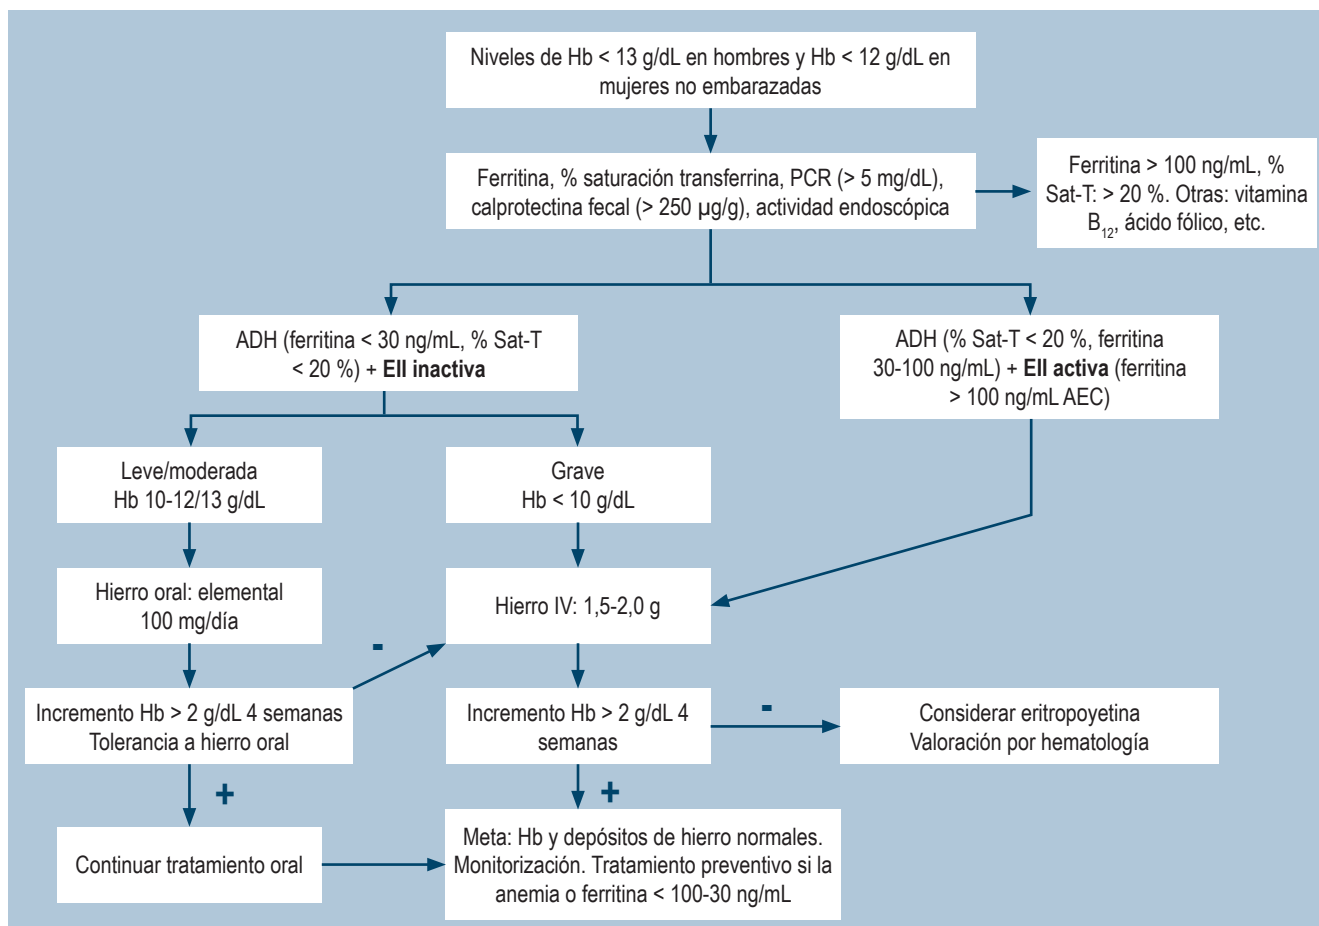 Niveles de Hb < 13 g/dL en hombres y Hb < 12 g/dL en
mujeres no embarazadas
Ferritina, % saturación transferrina, PCR (> 5 mg/dL),
calprotectina fecal (> 250 µg/g), actividad endoscópica
Ferritina > 100 ng/mL, %
Sat-T: > 20 %. Otras: vitamina
B12, ácido fólico, etc.
ADH (ferritina < 30 ng/mL, % Sat-T
< 20 %) + EII inactiva
ADH (% Sat-T < 20 %, ferritina
30-100 ng/mL) + EII activa (ferritina
> 100 ng/mL AEC)
Leve/moderada
Hb 10-12/13 g/dL
Grave
Hb < 10 g/dL
Hierro oral: elemental
100 mg/día
Hierro IV: 1,5-2,0 g
-
Incremento Hb > 2 g/dL 4 semanas
Tolerancia a hierro oral
Incremento Hb > 2 g/dL 4
semanas
-
Considerar eritropoyetina
Valoración por hematología
+
+
Continuar tratamiento oral
Meta: Hb y depósitos de hierro normales.
Monitorización. Tratamiento preventivo si la
anemia o ferritina < 100-30 ng/mL